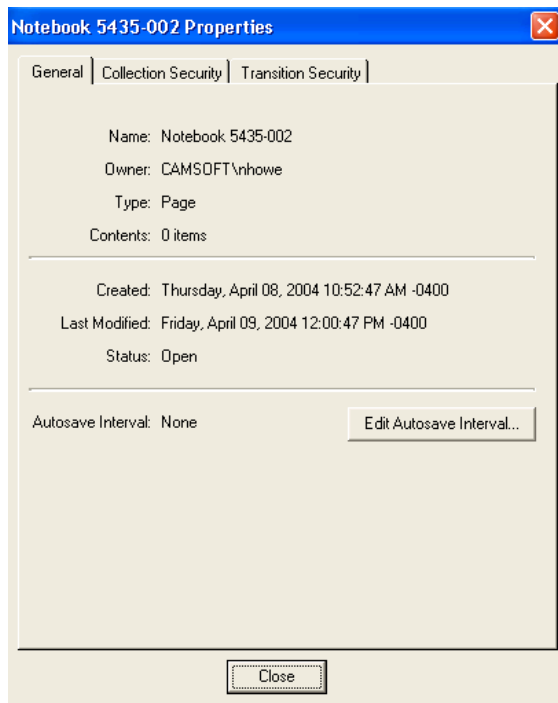 Notebook 5435-002 Properties
General Collection Security Transition Security
Name: Notebook 5435-002
Owner: CAMSOFT\nhowe
Type: Page
Contents: 0 items
Created: Thursday, April 08, 2004 10:52:47 AM -0400
Last Modified: Friday, April 09, 2004 12:00:47 PM -0400
Status: Open
Autosave Interval: None Edit Autosave Interval...
Close